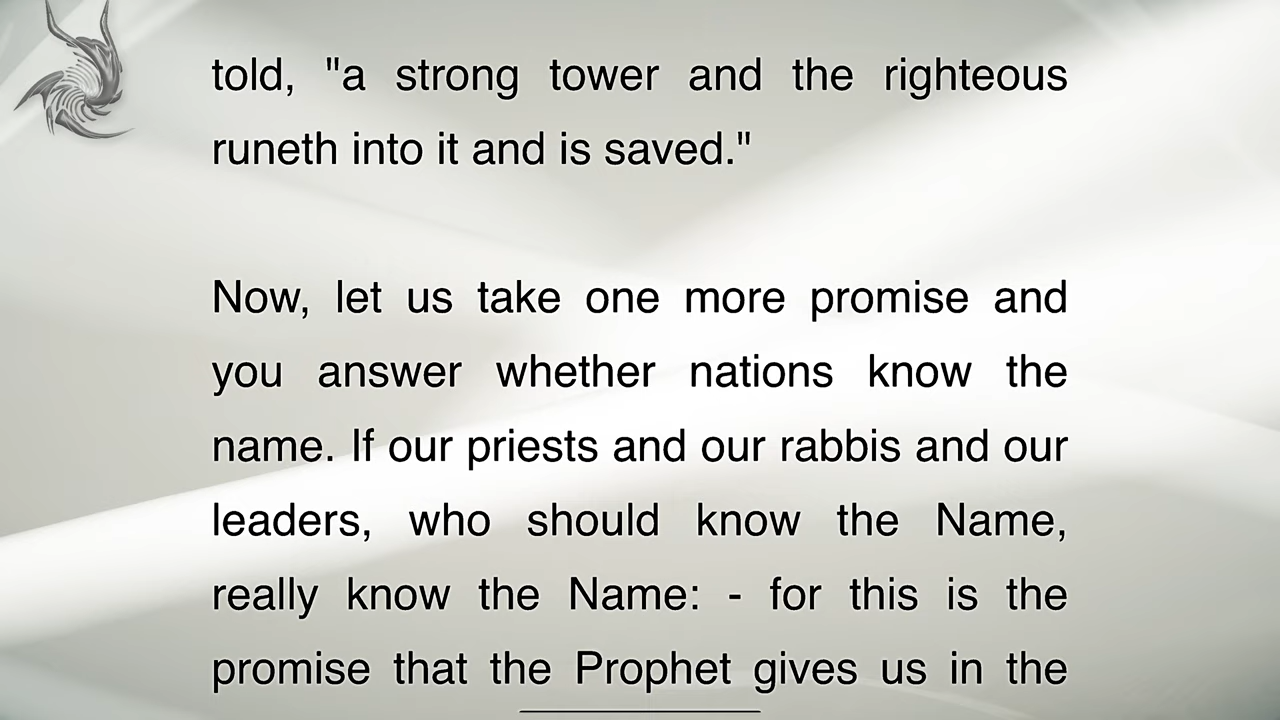 told, "a strong tower and the righteous
runeth into it and is saved."
Now, let us take one more promise and
you answer whether nations know the
name. If our priests and our rabbis and our
leaders, who should know the Name,
really know the Name: - for this is the
promise that the Prophet gives us in the